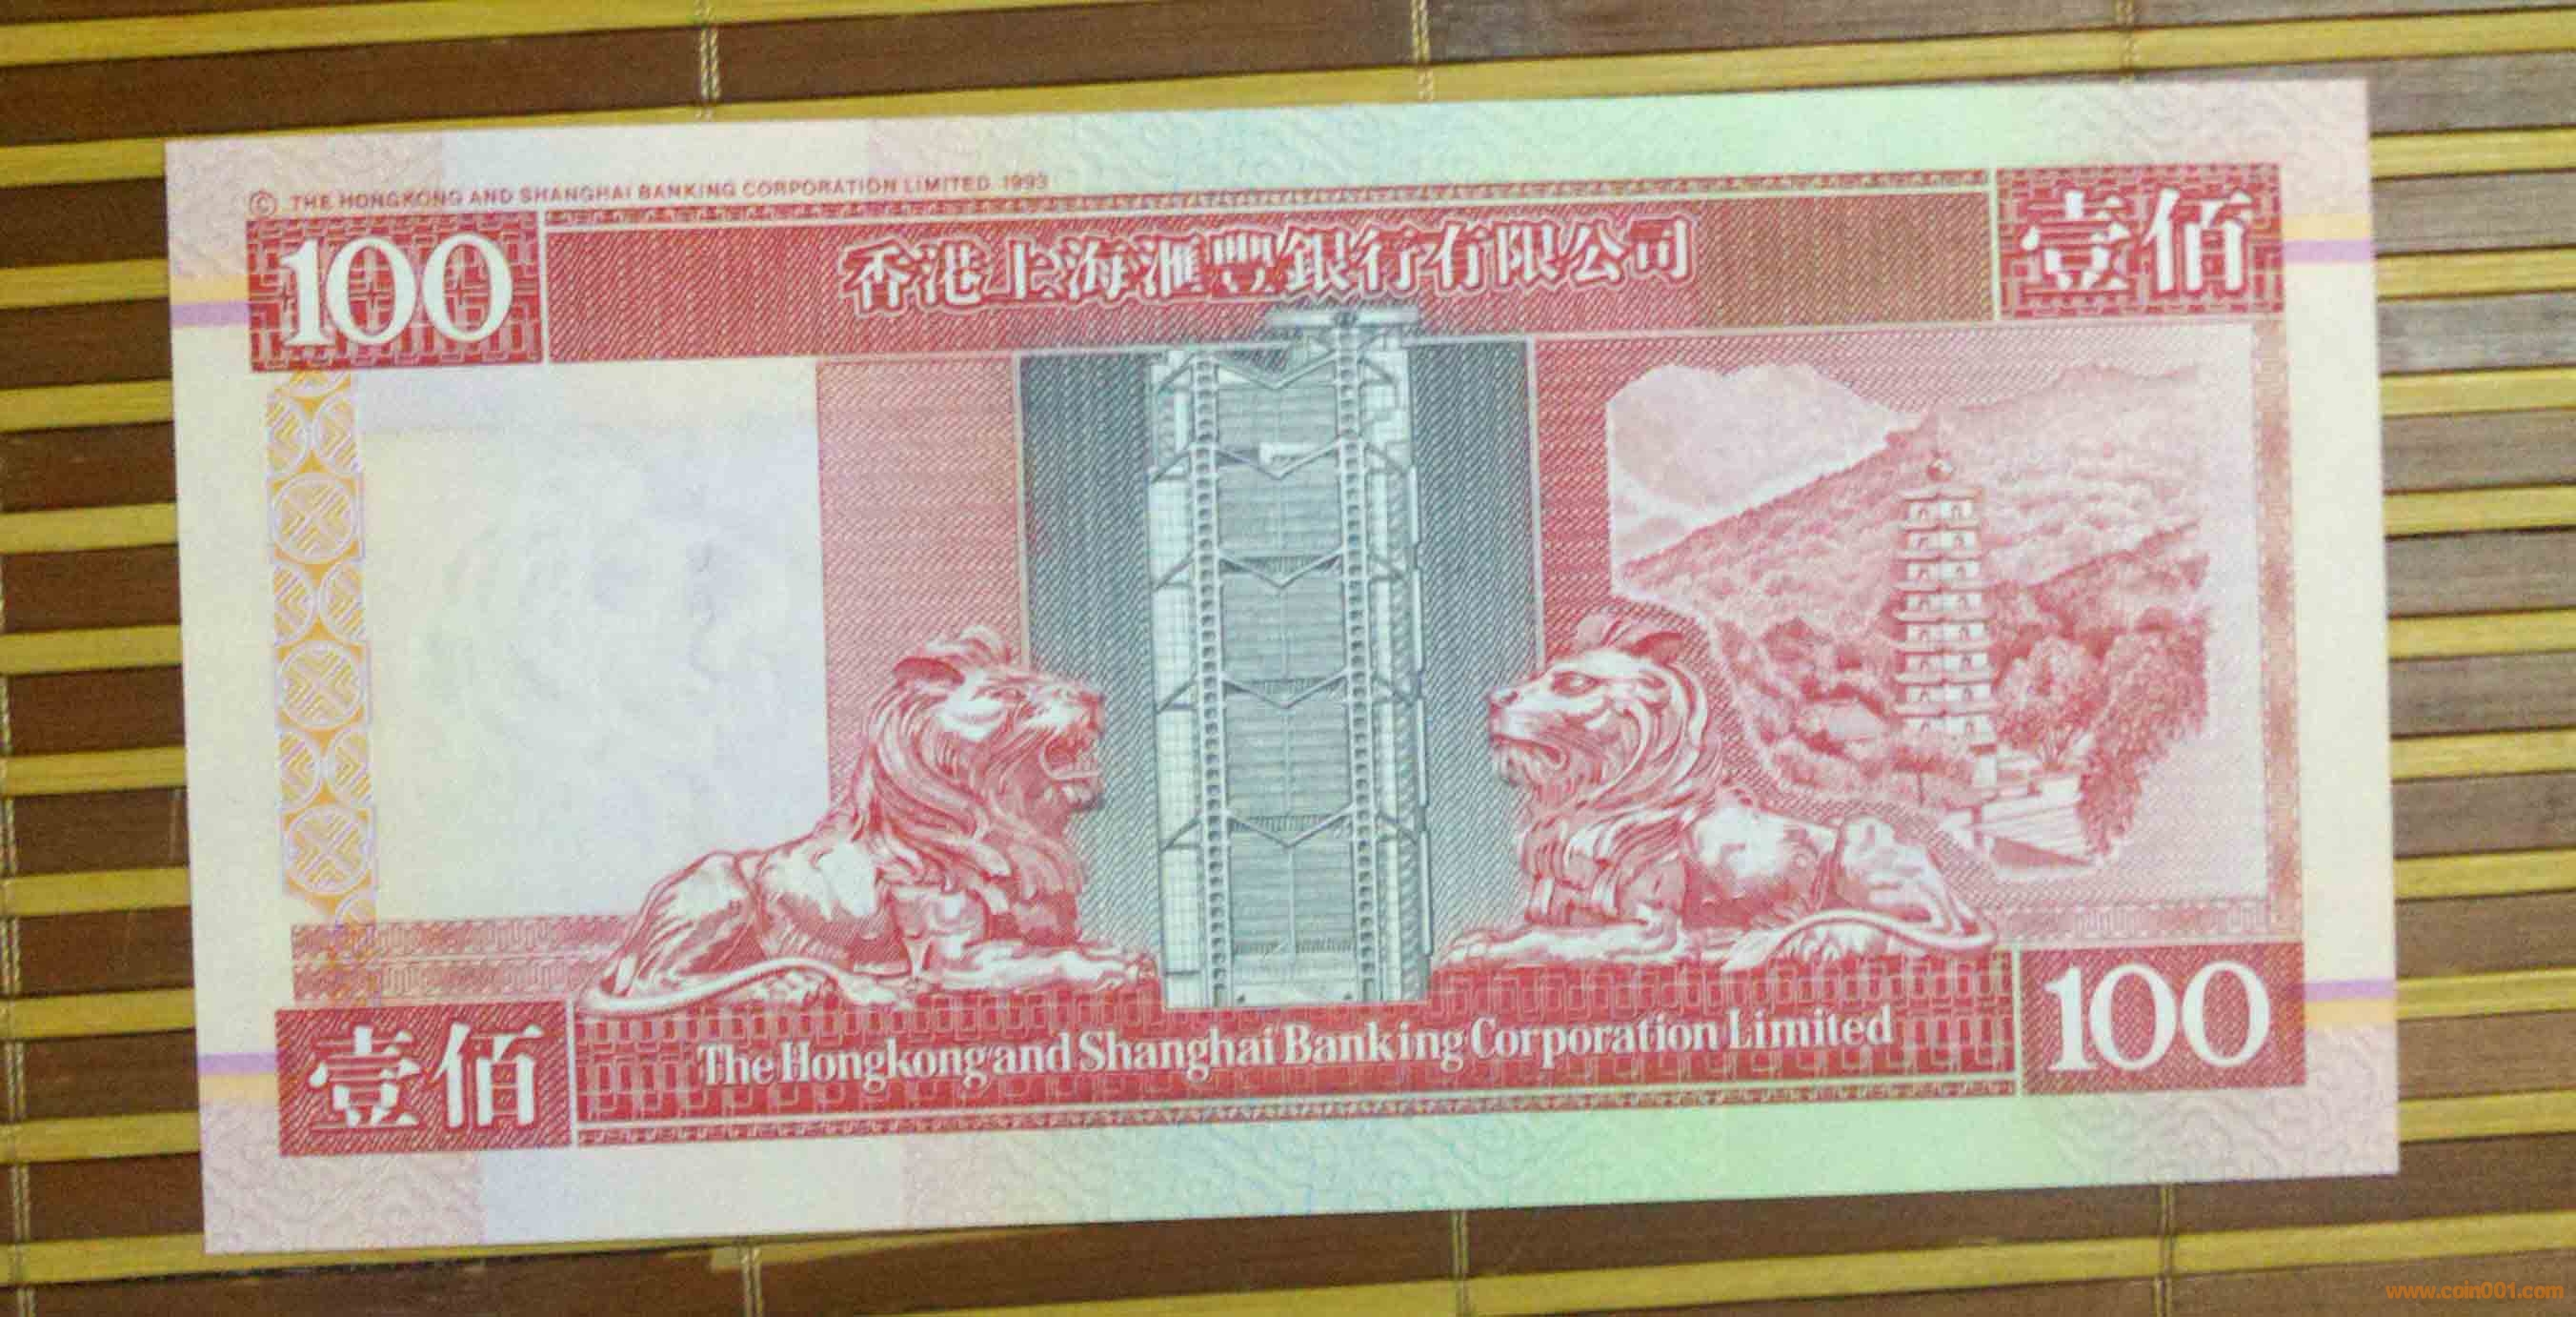 © THE HONGKONG AND SHANGHAI BANKING CORPORATION LIMITED 1993
100
香港上海滙豐銀行有限公司
壹佰
壹佰
The Hongkong and Shanghai Banking Corporation Limited
100
www.coin001.com